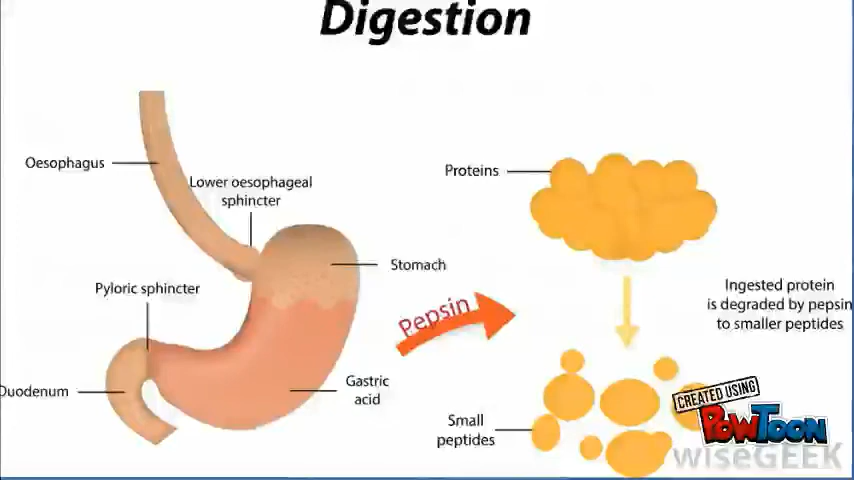 Digestion
Oesophagus
Lower oesophageal
sphincter
Proteins
Stomach
Pyloric sphincter
Pepsin
Ingested protein
is degraded by pepsin
to smaller peptides
Duodenum
Gastric
acid
Small
peptides
CREATED USING
POWTOON
wiseGEEK